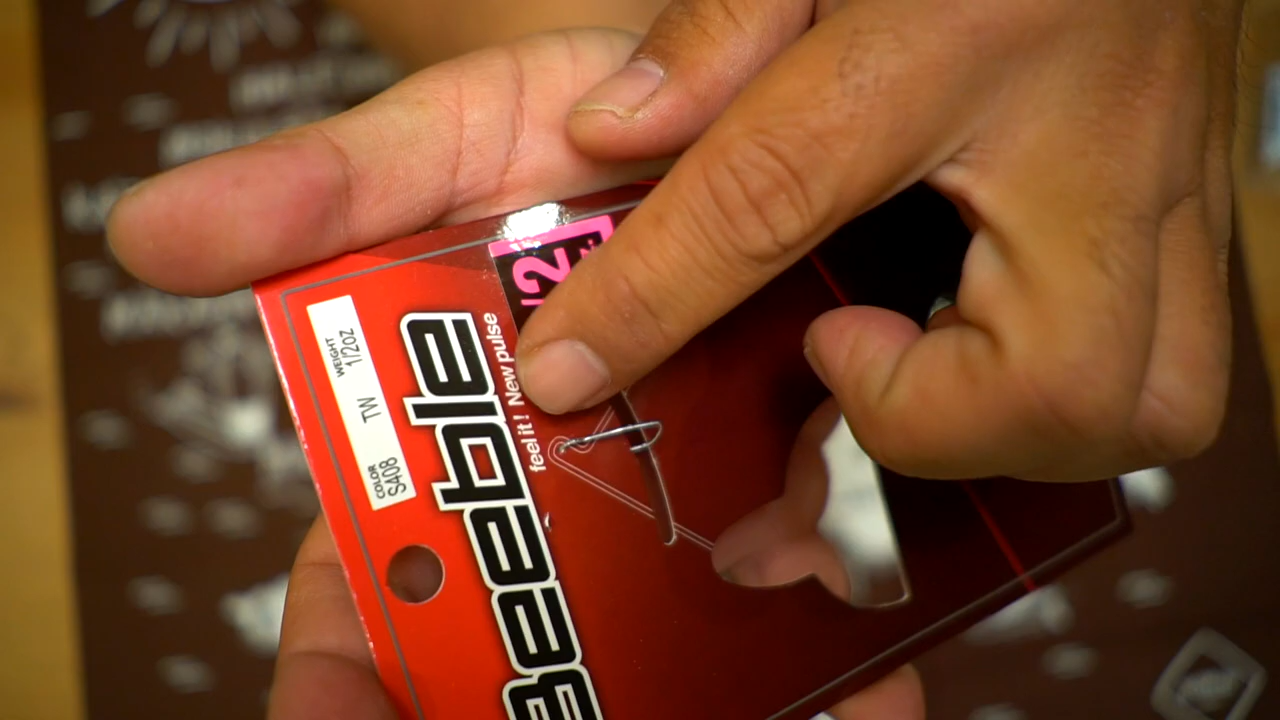 COLOR
S408
TW
WEIGHT
1/2oz
Beeble
feel it! New pulse